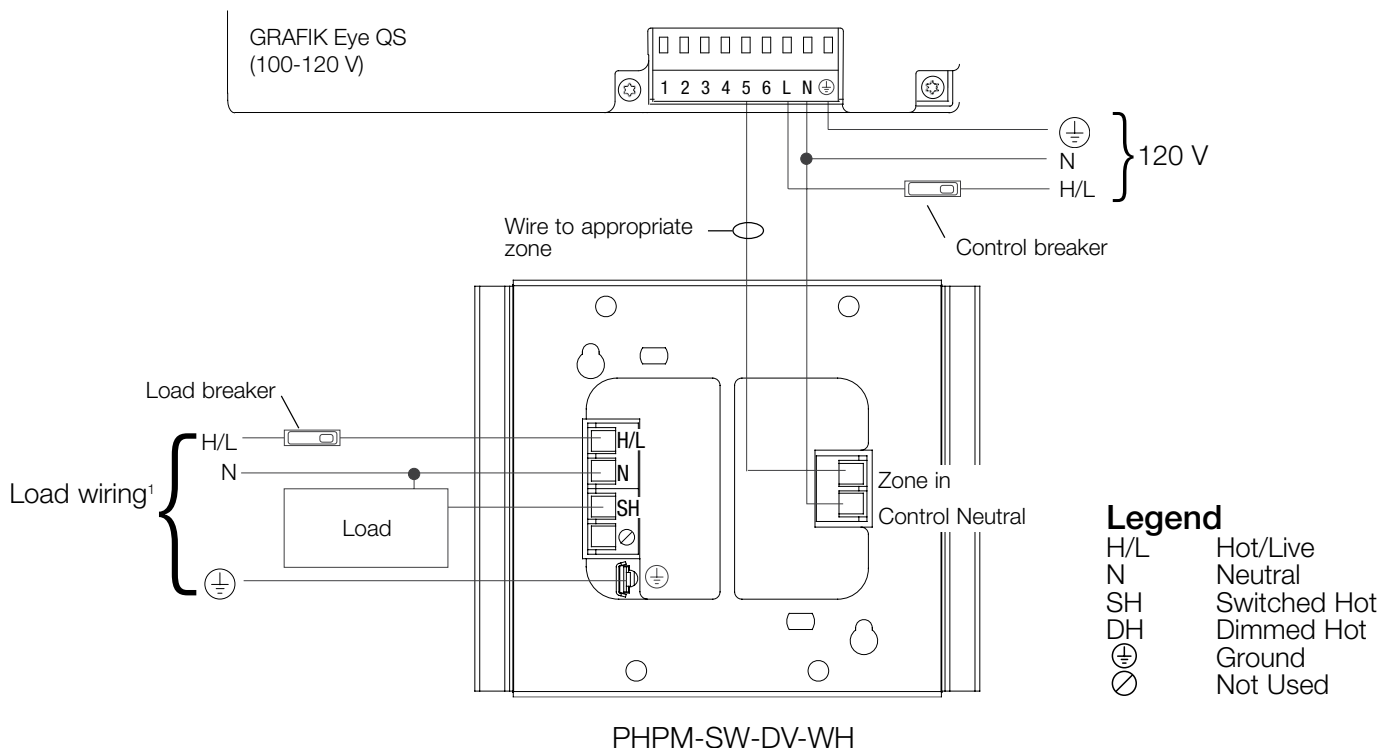 GRAFIK Eye QS
(100-120 V)
1 2 3 4 5 6 L N
N
H/L
120 V
Wire to appropriate
zone
Control breaker
Load breaker
H/L
N
Load wiring¹
Load
H/L
N
SH
Zone in
Control Neutral
Legend
H/L Hot/Live
N Neutral
SH Switched Hot
DH Dimmed Hot
⏚ Ground
⊘ Not Used
PHPM-SW-DV-WH